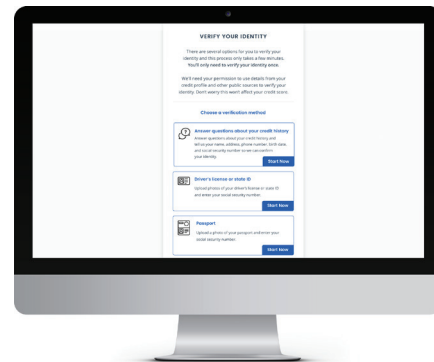 VERIFY YOUR IDENTITY
There are several options for you to verify your
identity and this process only takes a few minutes.
You'll only need to verify your identity once.
We'll need your permission to use details from your
credit profile and other public sources to verify your
identity. Don't worry this won't affect your credit score.
Choose a verification method
Answer questions about your credit history
Answer questions about your credit history and
tell us your name, address, phone number, birth date,
and social security number so we can confirm
your identity.
Start Now
Driver's license or state ID
Upload photos of your driver's license or state ID
and enter your social security number.
Start Now
Passport
Upload a photo of your passport and enter your
social security number.
Start Now